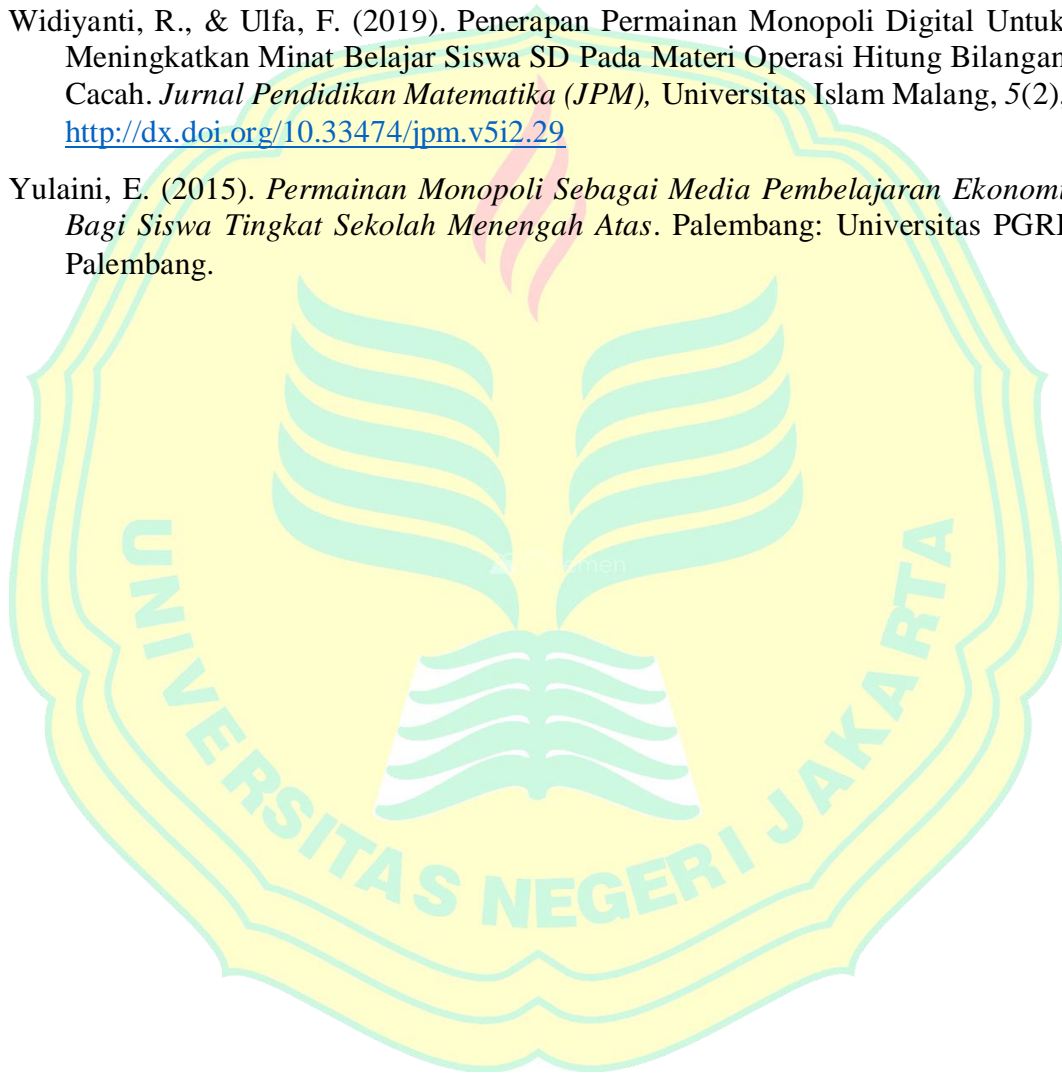 Widiyanti, R., & Ulfa, F. (2019). Penerapan Permainan Monopoli Digital Untuk
Meningkatkan Minat Belajar Siswa SD Pada Materi Operasi Hitung Bilangan
Cacah. Jurnal Pendidikan Matematika (JPM), Universitas Islam Malang, 5(2).
http://dx.doi.org/10.33474/jpm.v5i2.29
Yulaini, E. (2015). Permainan Monopoli Sebagai Media Pembelajaran Ekonomi
Bagi Siswa Tingkat Sekolah Menengah Atas. Palembang: Universitas PGRI
Palembang.
UNIVERSITAS NEGERI JAKARTA